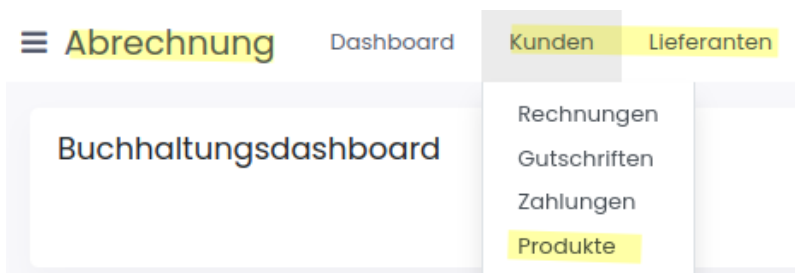 Abrechnung Dashboard Kunden Lieferanten
Rechnungen
Buchhaltungsdashboard
Gutschriften
Zahlungen
Produkte